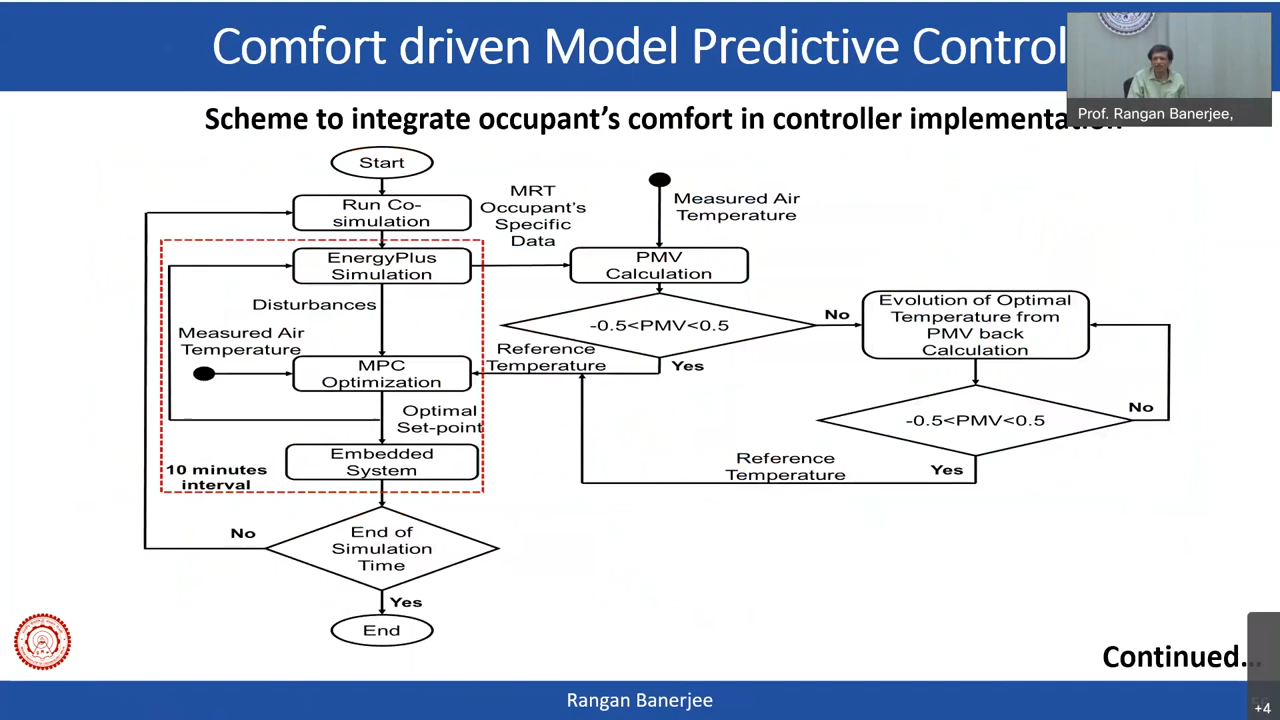 Comfort driven Model Predictive Control
Prof. Rangan Banerjee,
Scheme to integrate occupant's comfort in controller implementation
Start
Run Co-
simulation
MRT
Occupant's
Specific
Data
Measured Air
Temperature
EnergyPlus
Simulation
PMV
Calculation
Disturbances
-0.5<PMV<0.5
No
Evolution of Optimal
Temperature from
PMV back
Calculation
Measured Air
Temperature
Reference
Temperature
Yes
MPC
Optimization
Optimal
Set-point
-0.5<PMV<0.5
No
Embedded
System
10 minutes
interval
Reference
Temperature
Yes
No
End of
Simulation
Time
Yes
End
Continued...
Rangan Banerjee
+4